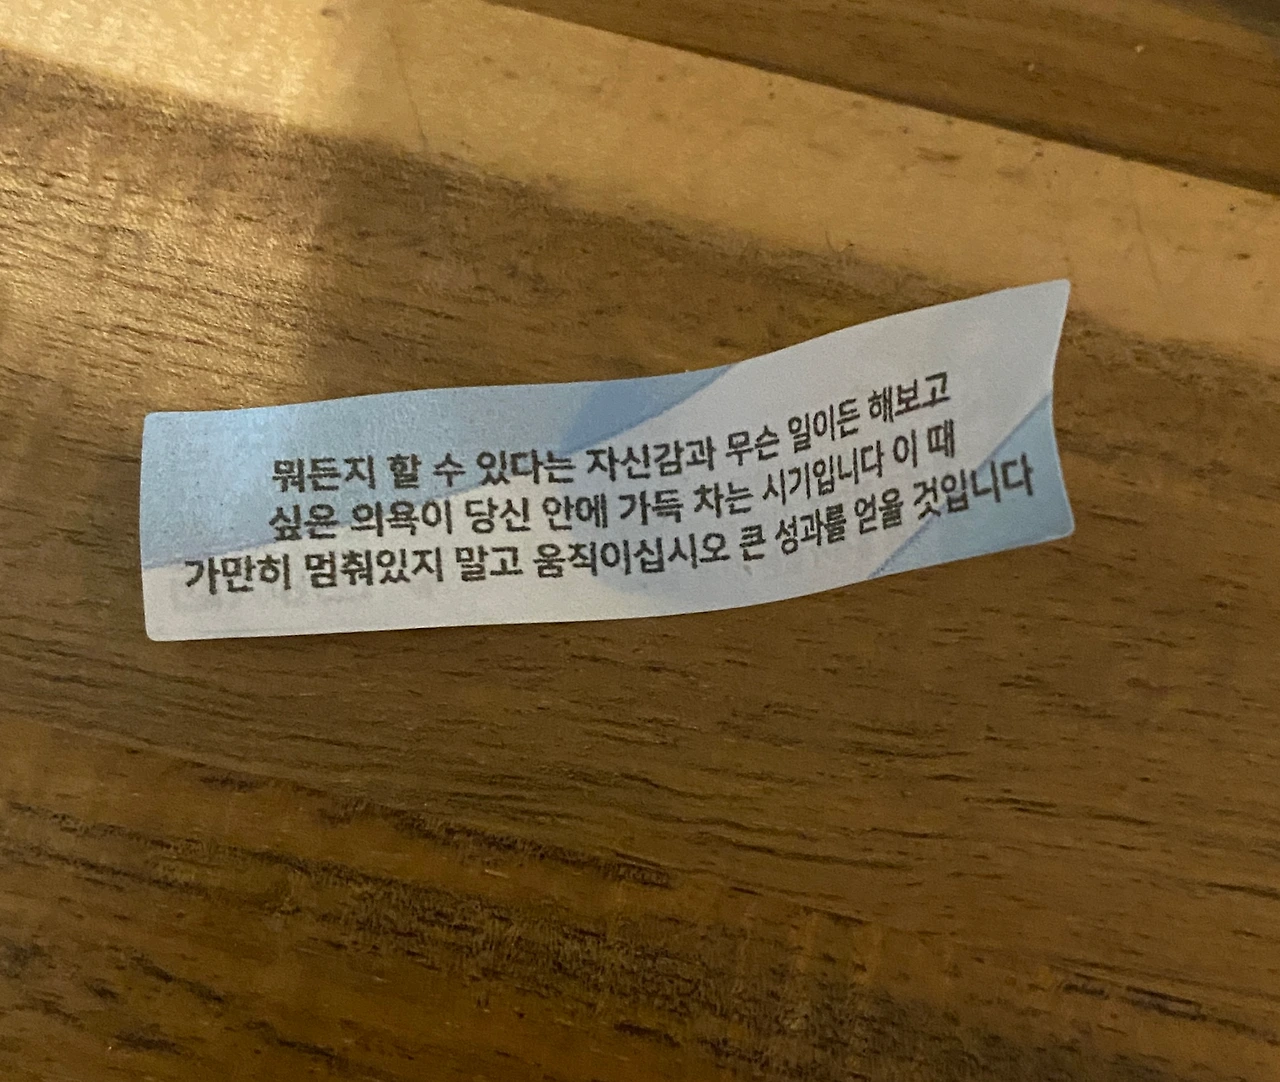 뭐든지 할 수 있다는 자신감과 무슨 일이든 해보고
싶은 의욕이 당신 안에 가득 차는 시기입니다 이 때
가만히 멈춰있지 말고 움직이십시오 큰 성과를 얻을 것입니다